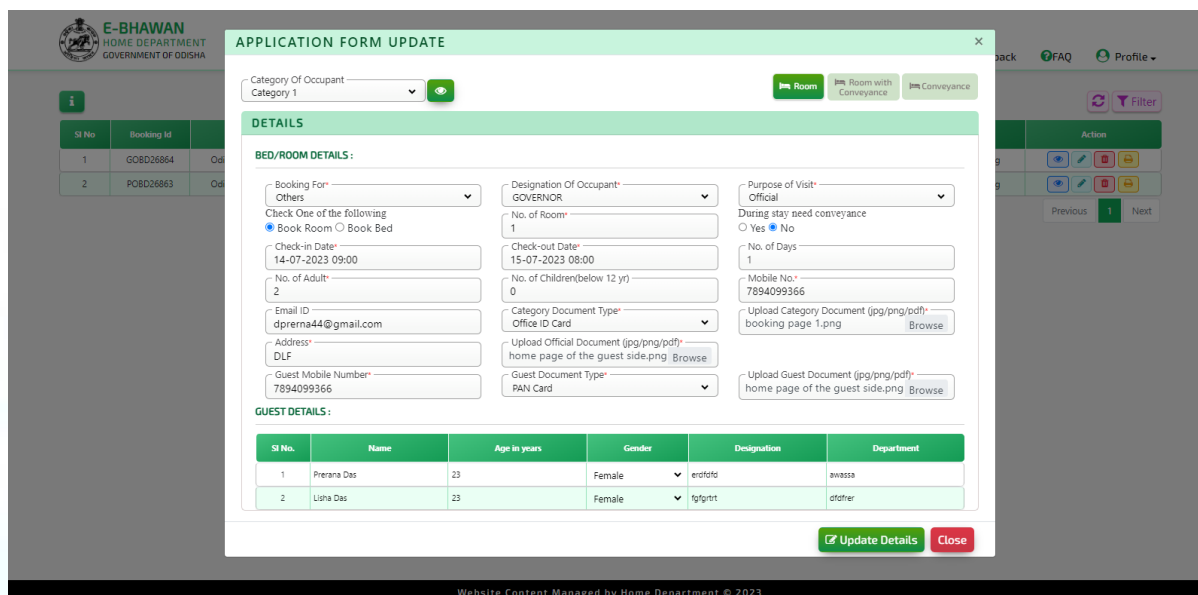 E-BHAWAN
HOME DEPARTMENT
GOVERNMENT OF ODISHA
APPLICATION FORM UPDATE ×
FAQ Profile
Category Of Occupant
Category 1
Room Room with Conveyance Conveyance
i Filter
DETAILS
Sl No Booking Id Action
BED/ROOM DETAILS :
1 GOBD26864
2 POBD26863
Previous 1 Next
Booking For* Designation Of Occupant* Purpose of Visit*
Others GOVERNOR Official
Check One of the following No. of Room* During stay need conveyance
Book Room Book Bed 1 Yes No
Check-in Date* Check-out Date* No. of Days
14-07-2023 09:00 15-07-2023 08:00 1
No. of Adult* No. of Children(below 12 yr) Mobile No.*
2 0 7894099366
Email ID Category Document Type* Upload Category Document (jpg/png/pdf)*
dprerna44@gmail.com Office ID Card booking page 1.png Browse
Address* Upload Official Document (jpg/png/pdf)*
DLF home page of the guest side.png Browse
Guest Mobile Number* Guest Document Type* Upload Guest Document (jpg/png/pdf)*
7894099366 PAN Card home page of the guest side.png Browse
GUEST DETAILS :
Sl No. Name Age in years Gender Designation Department
1 Prerana Das 23 Female erdfdfd awassa
2 Lisha Das 23 Female fgfgrtrt dfdfrer
Update Details Close
Website Content Managed by Home Department © 2023